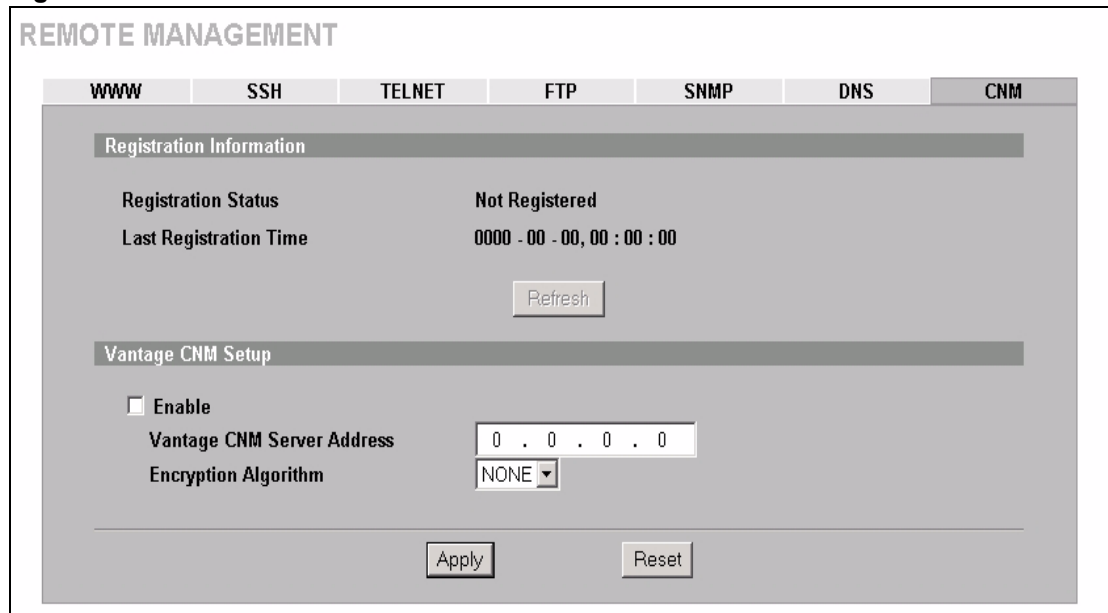 REMOTE MANAGEMENT
WWW SSH TELNET FTP SNMP DNS CNM
Registration Information
Registration Status Not Registered
Last Registration Time 0000 - 00 - 00, 00 : 00 : 00
Refresh
Vantage CNM Setup
Enable
Vantage CNM Server Address 0 . 0 . 0 . 0
Encryption Algorithm NONE
Apply Reset